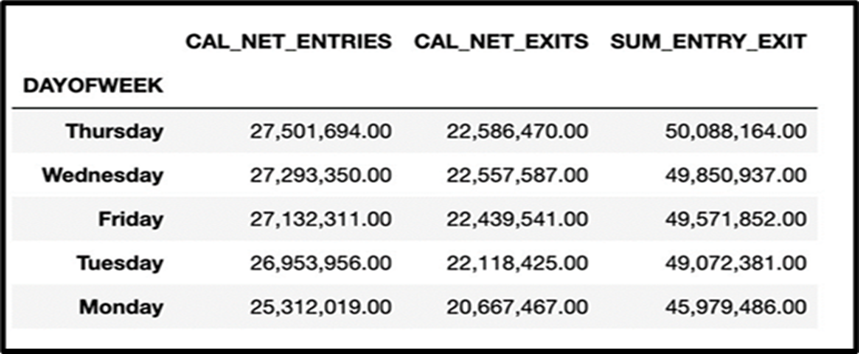 CAL_NET_ENTRIES CAL_NET_EXITS SUM_ENTRY_EXIT
DAYOFWEEK
Thursday 27,501,694.00 22,586,470.00 50,088,164.00
Wednesday 27,293,350.00 22,557,587.00 49,850,937.00
Friday 27,132,311.00 22,439,541.00 49,571,852.00
Tuesday 26,953,956.00 22,118,425.00 49,072,381.00
Monday 25,312,019.00 20,667,467.00 45,979,486.00